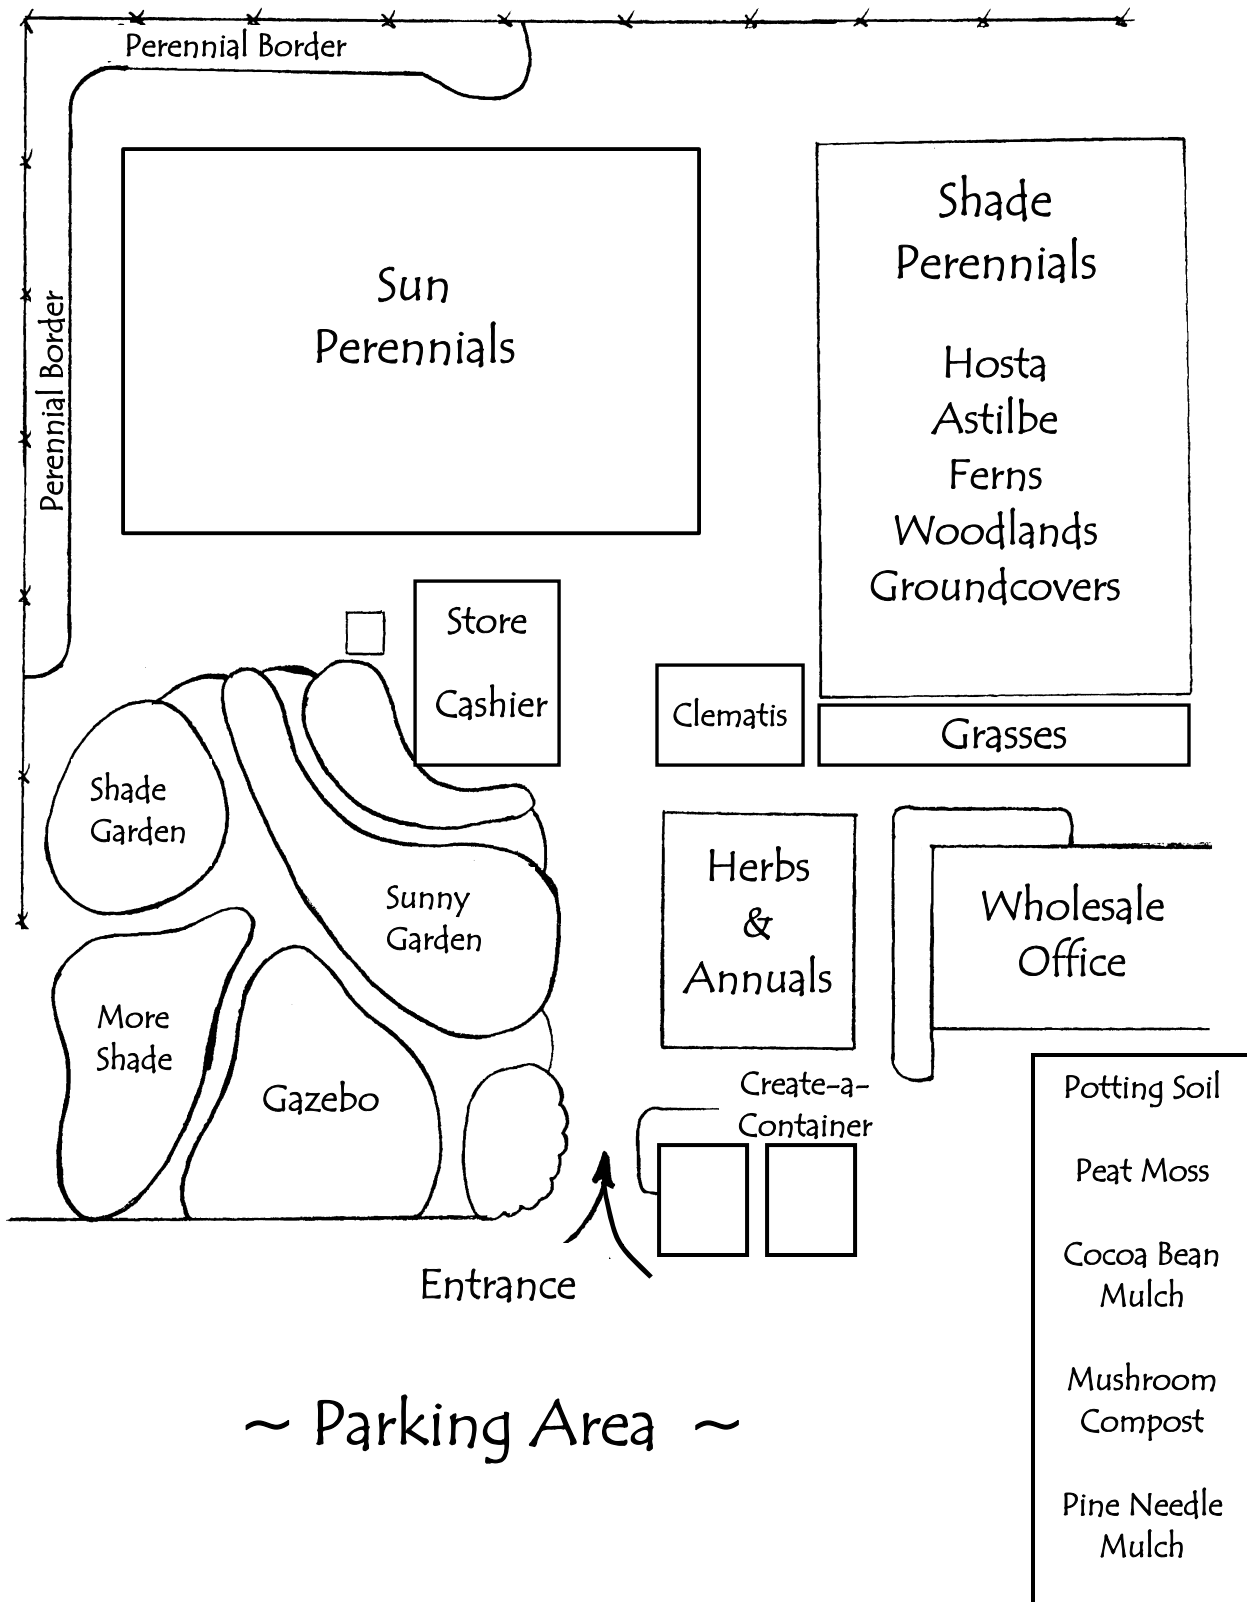 Perennial Border
Perennial Border
Sun
Perennials
Shade
Perennials
Hosta
Astilbe
Ferns
Woodlands
Groundcovers
Store
Cashier
Clematis
Grasses
Shade
Garden
Sunny
Garden
Herbs
&
Annuals
Wholesale
Office
More
Shade
Gazebo
Create-a-
Container
Potting Soil
Peat Moss
Cocoa Bean
Mulch
Mushroom
Compost
Pine Needle
Mulch
Entrance
~ Parking Area ~